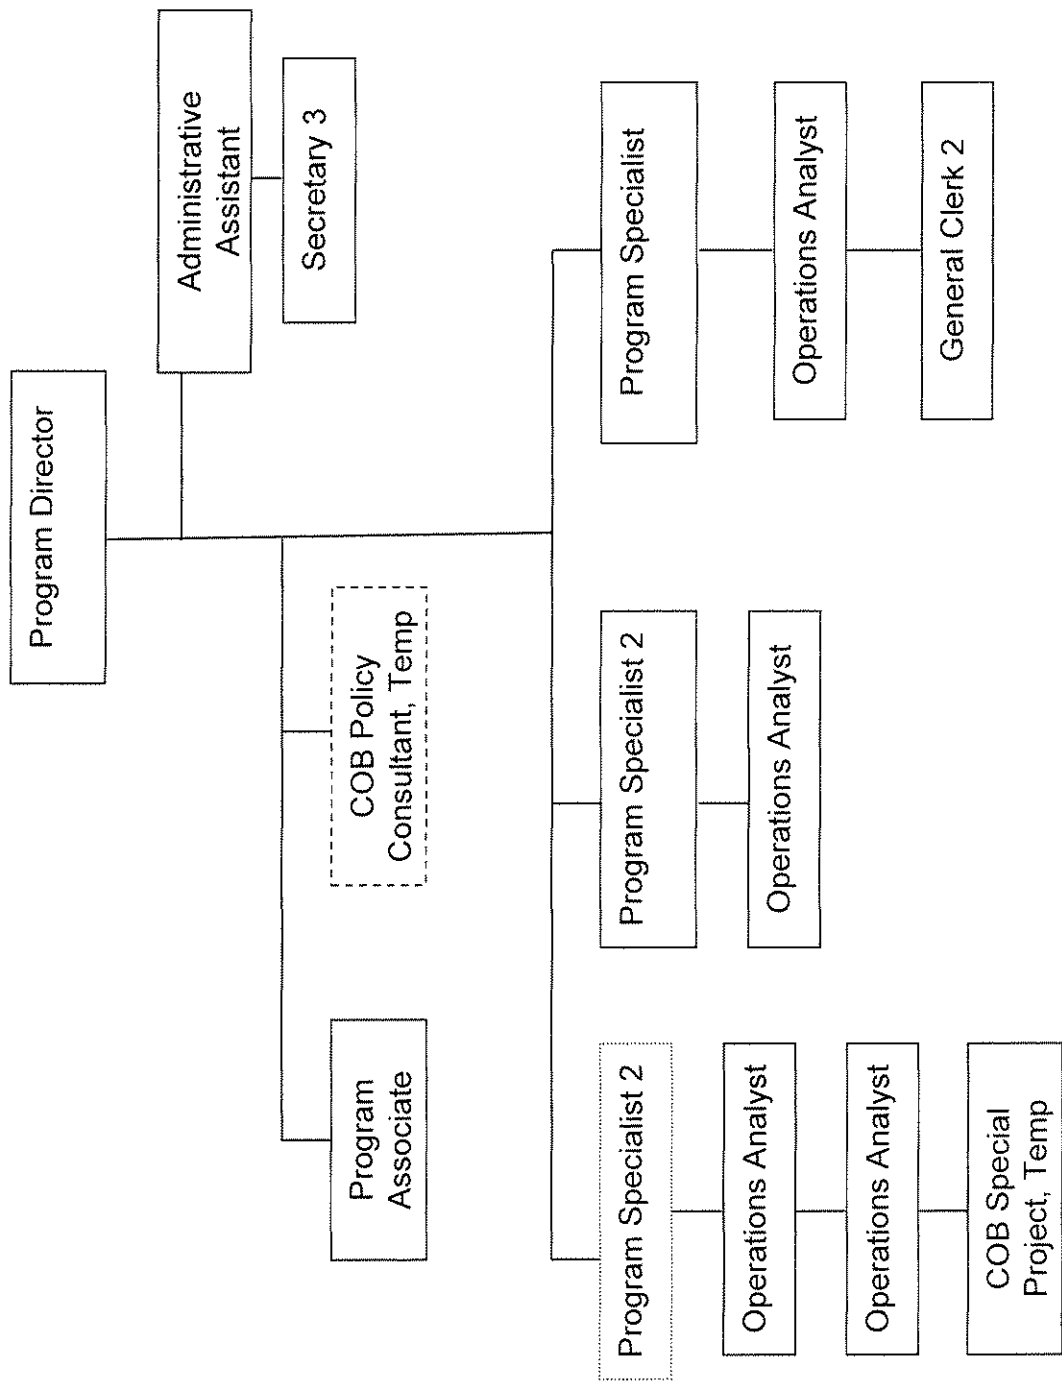 Program Director
Administrative
Assistant
Secretary 3
Program
Associate
COB Policy
Consultant, Temp
Program Specialist 2
Operations Analyst
Operations Analyst
COB Special
Project, Temp
Program Specialist 2
Operations Analyst
Program Specialist
Operations Analyst
General Clerk 2